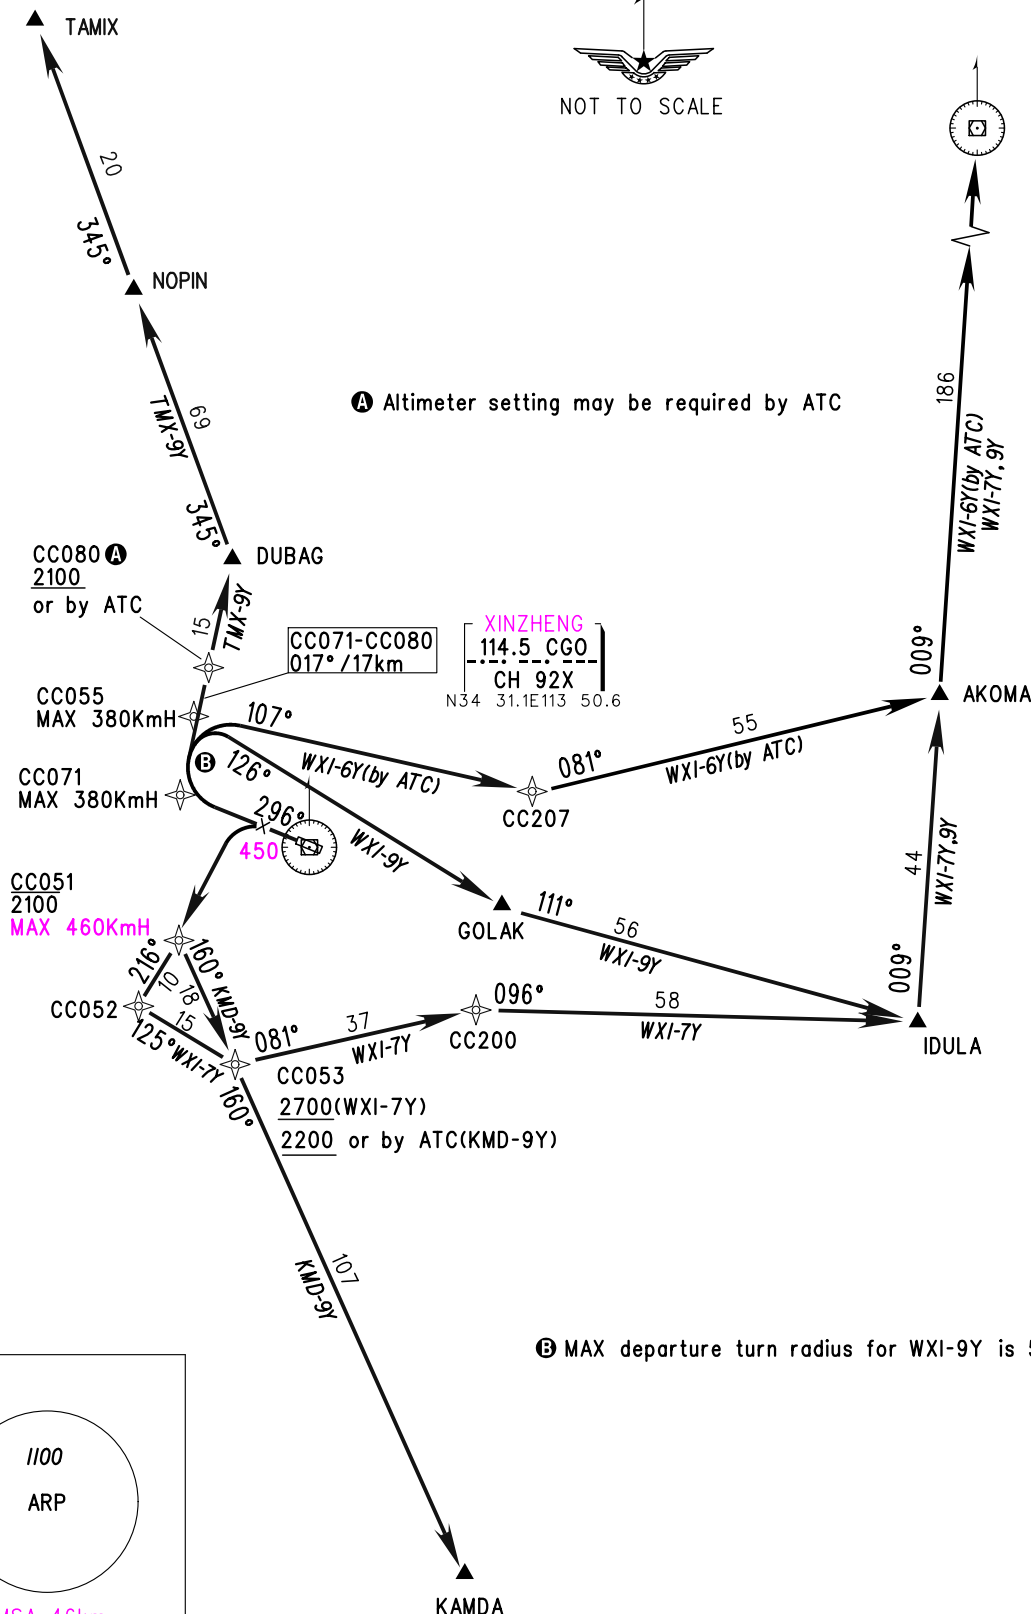 TAMIX
NOT TO SCALE
20
345°
NOPIN
69
TMX-9Y
345°
Ⓐ Altimeter setting may be required by ATC
186
WXI-6Y(by ATC)
WXI-7Y,9Y
CC080 Ⓐ
2100
or by ATC
DUBAG
15
TMX-9Y
CC071-CC080
017°/17km
XINZHENG
114.5 CGO
CH 92X
N34 31.1E113 50.6
009°
AKOMA
CC055
MAX 380KmH
107°
55
081°
WXI-6Y(by ATC)
WXI-6Y(by ATC)
Ⓑ
126°
CC071
MAX 380KmH
CC207
296°
450
WXI-9Y
44
WXI-7Y,9Y
CC051
2100
MAX 460KmH
111°
GOLAK
56
WXI-9Y
009°
216°
10
160°
18
KMD-9Y
CC052
15
125°
WXI-7Y
081°
37
WXI-7Y
096°
58
CC200
WXI-7Y
IDULA
CC053
160°
2700(WXI-7Y)
2200 or by ATC(KMD-9Y)
107
KMD-9Y
Ⓑ MAX departure turn radius for WXI-9Y is
1100
ARP
MSA 46km
KAMDA